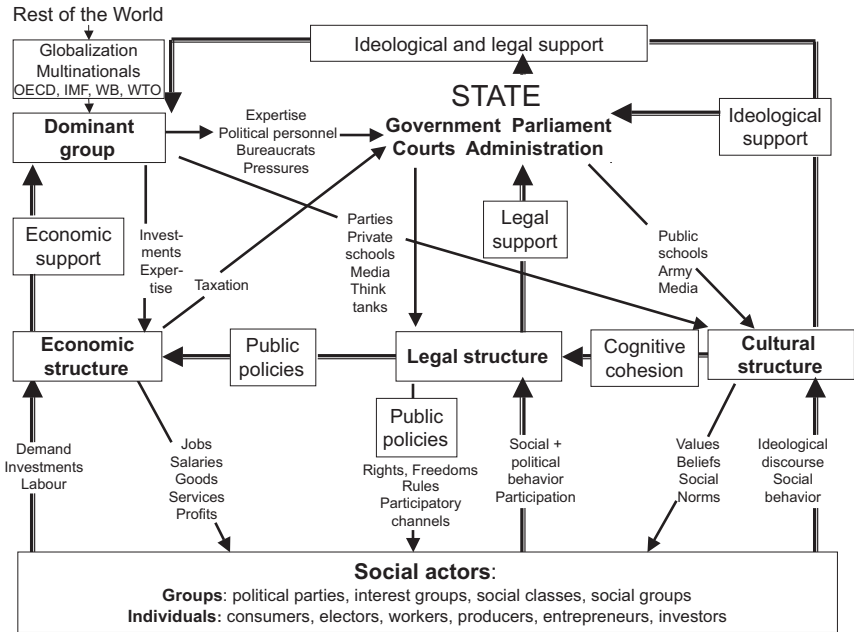 Rest of the World
Globalization
Multinationals
OECD, IMF, WB, WTO
Ideological and legal support
STATE
Government Parliament
Courts Administration
Ideological
support
Dominant
group
Expertise
Political personnel
Bureaucrats
Pressures
Economic
support
Invest-
ments
Exper-
tise
Taxation
Parties
Private
schools
Media
Think
tanks
Legal
support
Public
schools
Army
Media
Economic
structure
Public
policies
Legal structure
Cognitive
cohesion
Cultural
structure
Public
policies
Demand
Investments
Labour
Jobs
Salaries
Goods
Services
Profits
Rights, Freedoms
Rules
Participatory
channels
Social +
political
behavior
Participation
Values
Beliefs
Social
Norms
Ideological
discourse
Social
behavior
Social actors:
Groups: political parties, interest groups, social classes, social groups
Individuals: consumers, electors, workers, producers, entrepreneurs, investors